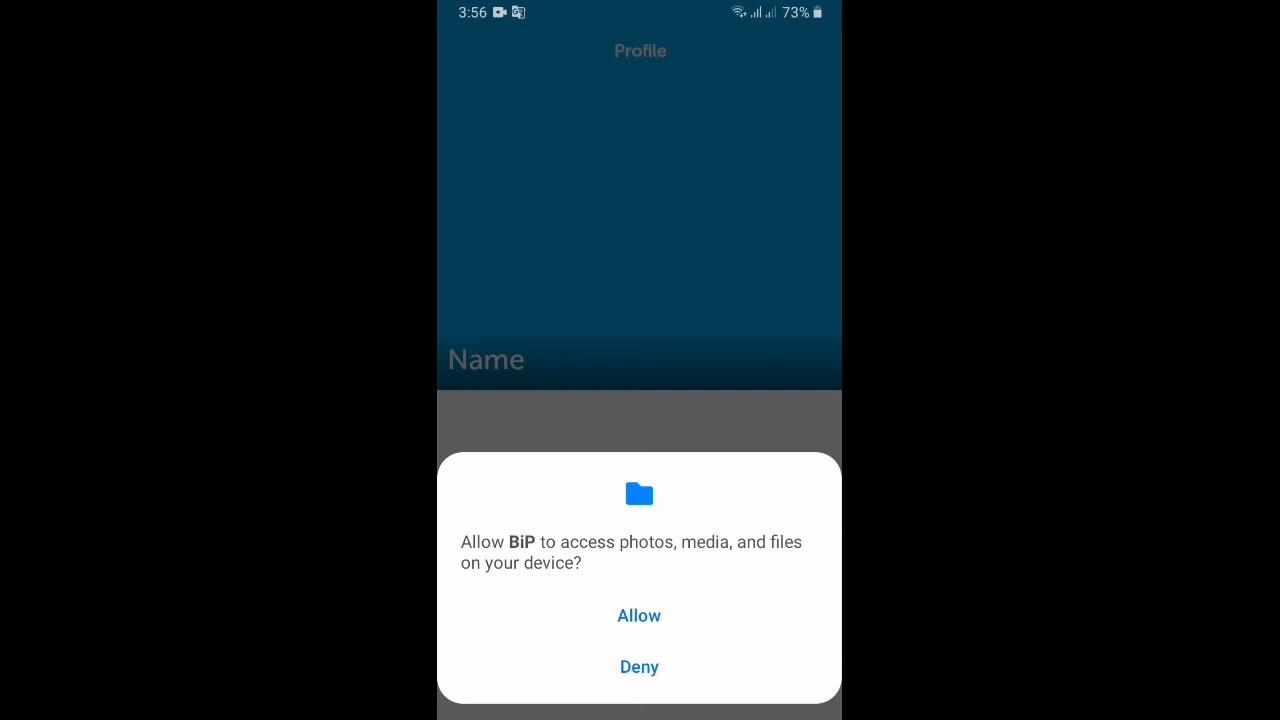 3:56 73%
Profile
Name
Allow BiP to access photos, media, and files
on your device?
Allow
Deny